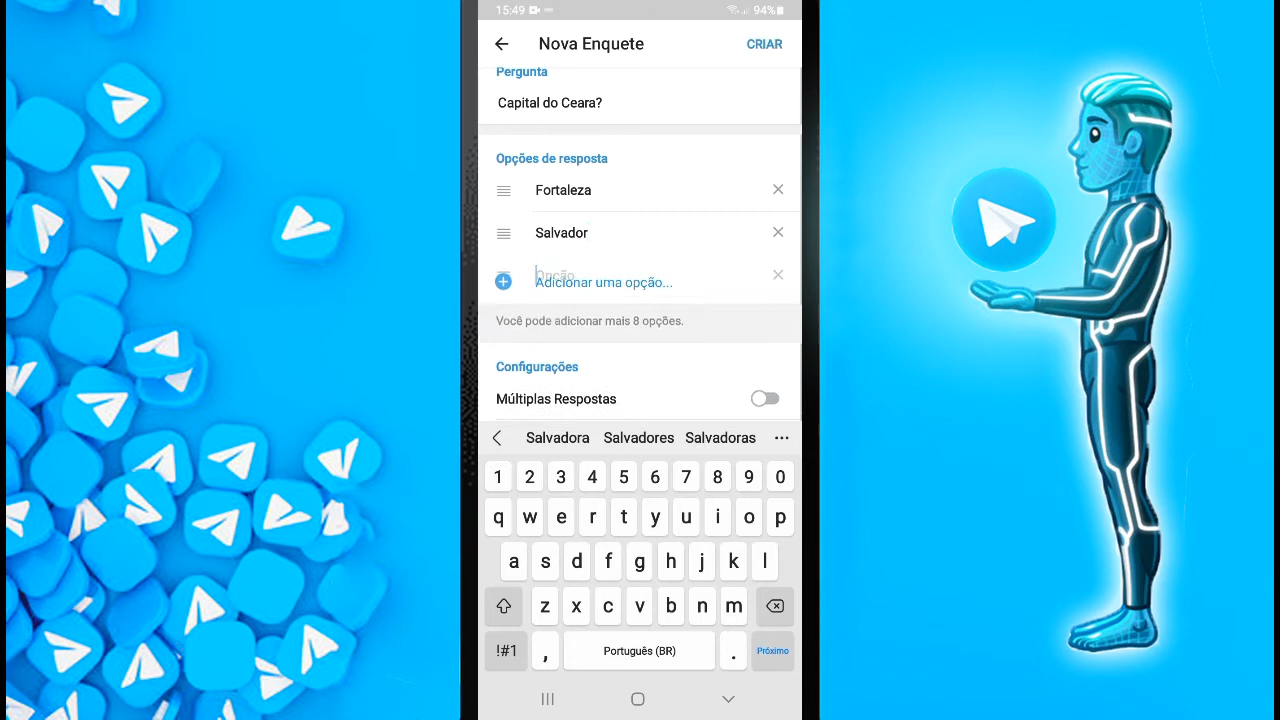 15:49
94%
Nova Enquete
CRIAR
Pergunta
Capital do Ceara?
Opções de resposta
Fortaleza
Salvador
Opção
Adicionar uma opção...
Você pode adicionar mais 8 opções.
Configurações
Múltiplas Respostas
Salvadora Salvadores Salvadoras
1 2 3 4 5 6 7 8 9 0
q w e r t y u i o p
a s d f g h j k l
z x c v b n m
!#1 , Português (BR) . Próximo